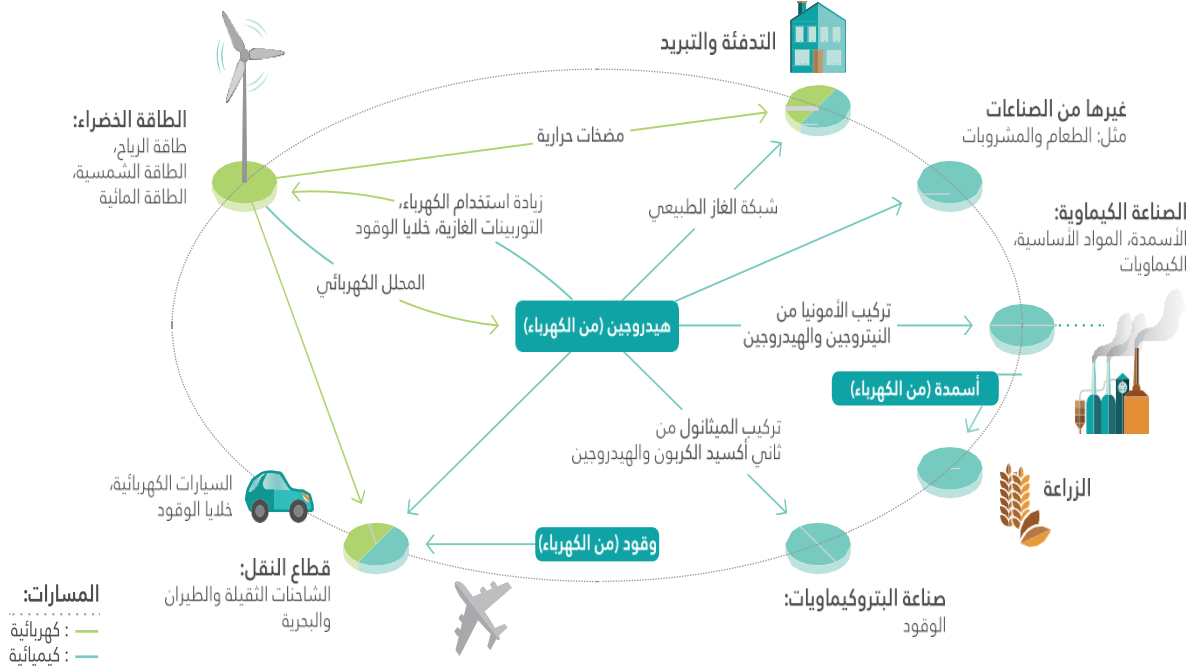 التدفئة والتبريد
غيرها من الصناعات
مثل: الطعام والمشروبات
الطاقة الخضراء:
طاقة الرياح،
الطاقة الشمسية،
الطاقة المائية
مضخات حرارية
زيادة استخدام الكهرباء،
التوربينات الغازية، خلايا الوقود
شبكة الغاز الطبيعي
الصناعة الكيماوية:
الأسمدة، المواد الأساسية،
الكيماويات
المحلل الكهربائي
هيدروجين (من الكهرباء)
تركيب الأمونيا من
النيتروجين والهيدروجين
أسمدة (من الكهرباء)
تركيب الميثانول من
ثاني أكسيد الكربون والهيدروجين
الزراعة
السيارات الكهربائية،
خلايا الوقود
وقود (من الكهرباء)
قطاع النقل:
الشاحنات الثقيلة والطيران
والبحرية
صناعة البتروكيماويات:
الوقود
المسارات:
: كهربائية
: كيميائية